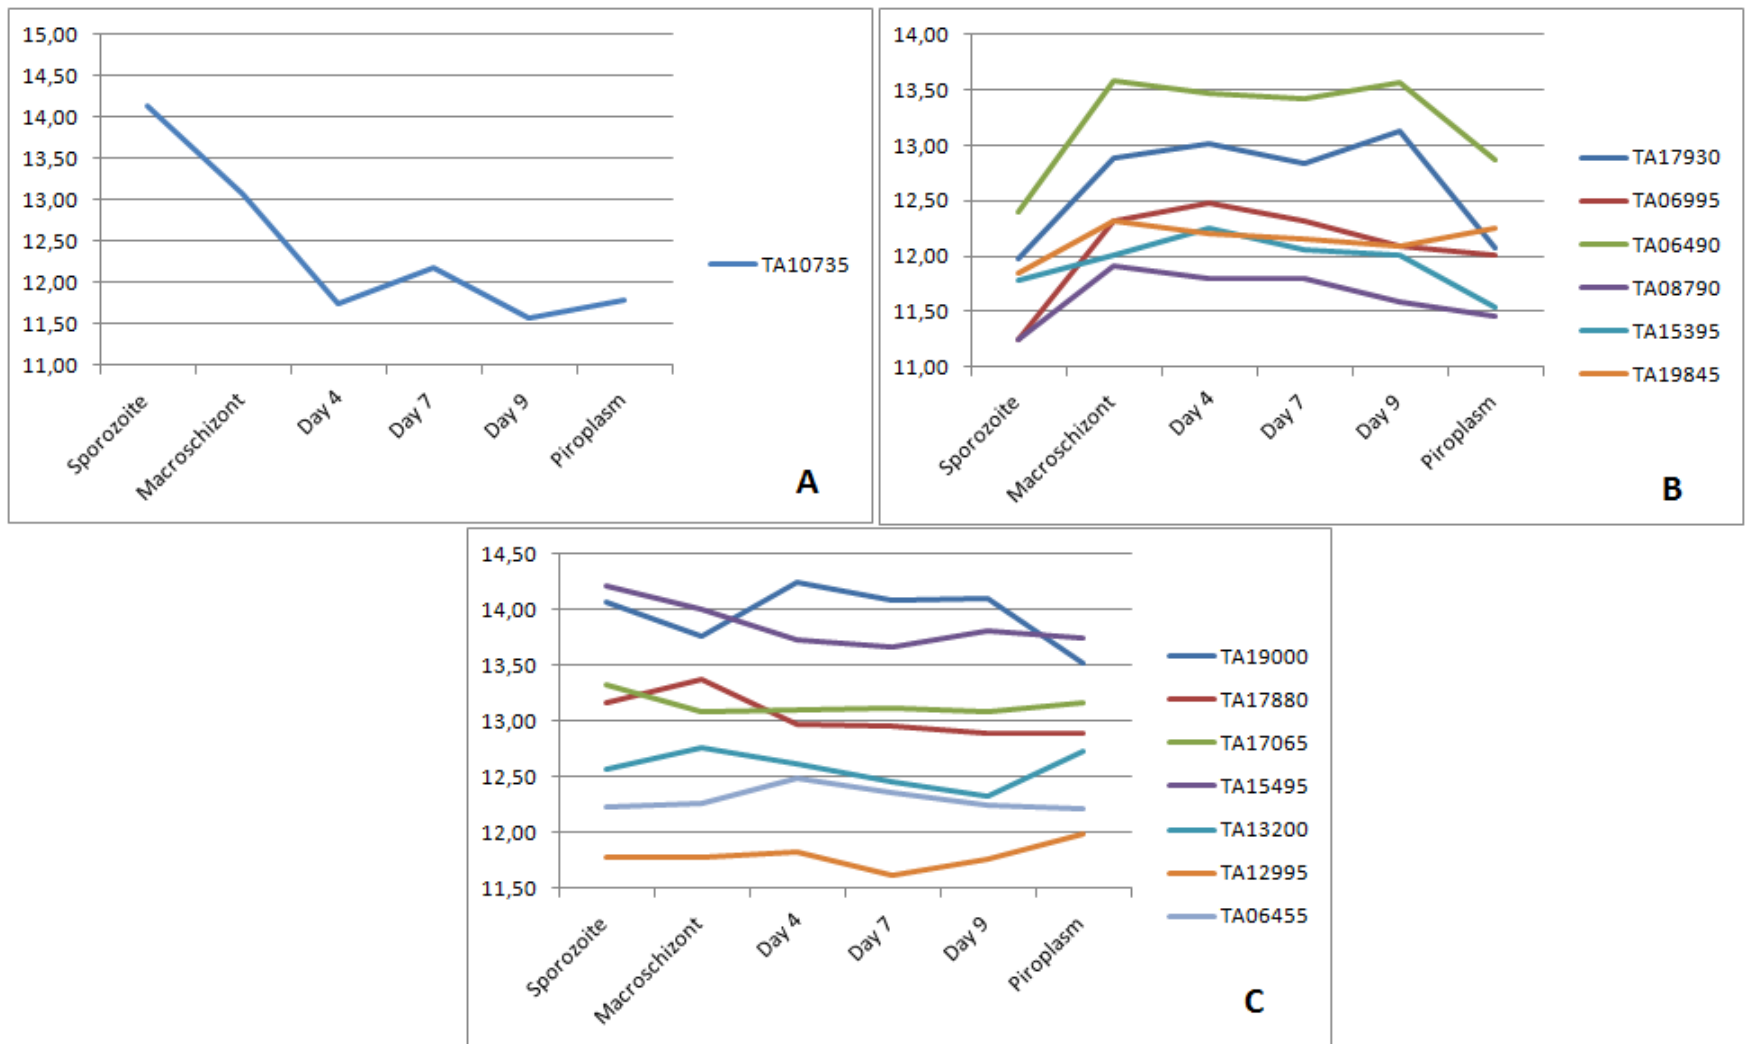 15,00
14,50
14,00
13,50
13,00
12,50
12,00
11,50
11,00
Sporozoite
Macroschizont
Day 4
Day 7
Day 9
Piroplasm
TA10735
A
14,00
13,50
13,00
12,50
12,00
11,50
11,00
Sporozoite
Macroschizont
Day 4
Day 7
Day 9
Piroplasm
TA17930
TA06995
TA06490
TA08790
TA15395
TA19845
B
14,50
14,00
13,50
13,00
12,50
12,00
11,50
Sporozoite
Macroschizont
Day 4
Day 7
Day 9
Piroplasm
TA19000
TA17880
TA17065
TA15495
TA13200
TA12995
TA06455
C